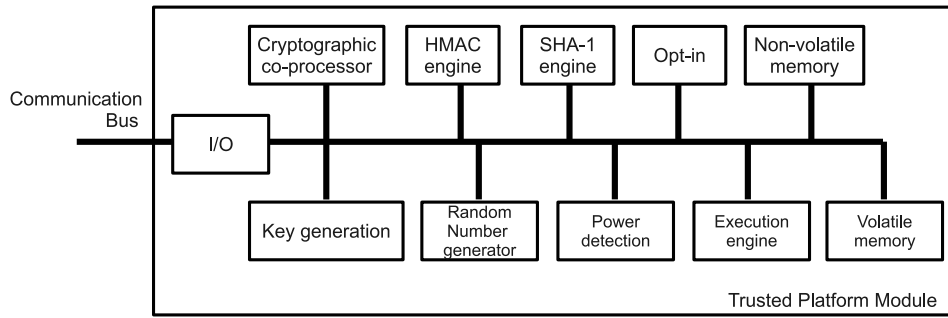 Cryptographic
co-processor
HMAC
engine
SHA-1
engine
Opt-in
Non-volatile
memory
Communication
Bus
I/O
Key generation
Random
Number
generator
Power
detection
Execution
engine
Volatile
memory
Trusted Platform Module